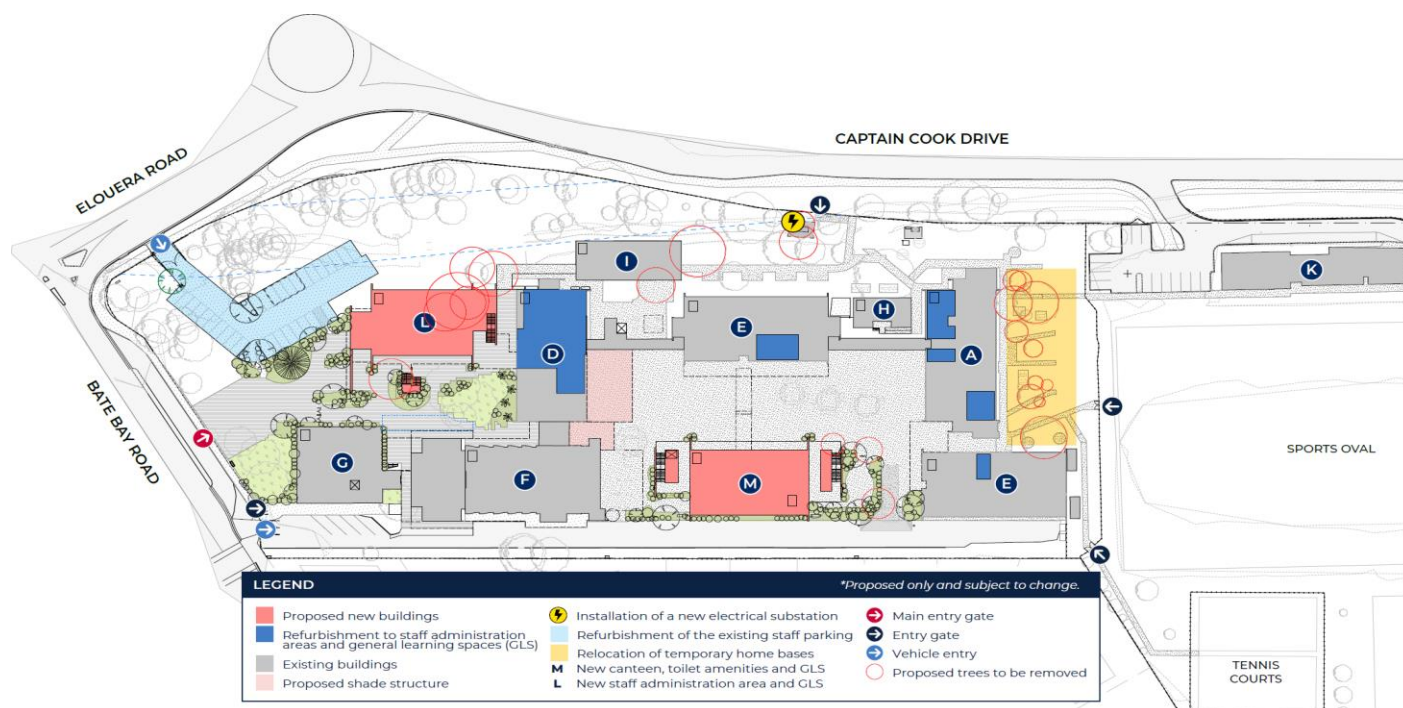 CAPTAIN COOK DRIVE
ELOUERA ROAD
BATE BAY ROAD
I
K
H
L
E
D
A
SPORTS OVAL
G
F
M
E
TENNIS
COURTS
LEGEND
*Proposed only and subject to change.
Proposed new buildings
Refurbishment to staff administration
areas and general learning spaces (GLS)
Existing buildings
Proposed shade structure
Installation of a new electrical substation
Refurbishment of the existing staff parking
Relocation of temporary home bases
M New canteen, toilet amenities and GLS
L New staff administration area and GLS
Main entry gate
Entry gate
Vehicle entry
Proposed trees to be removed